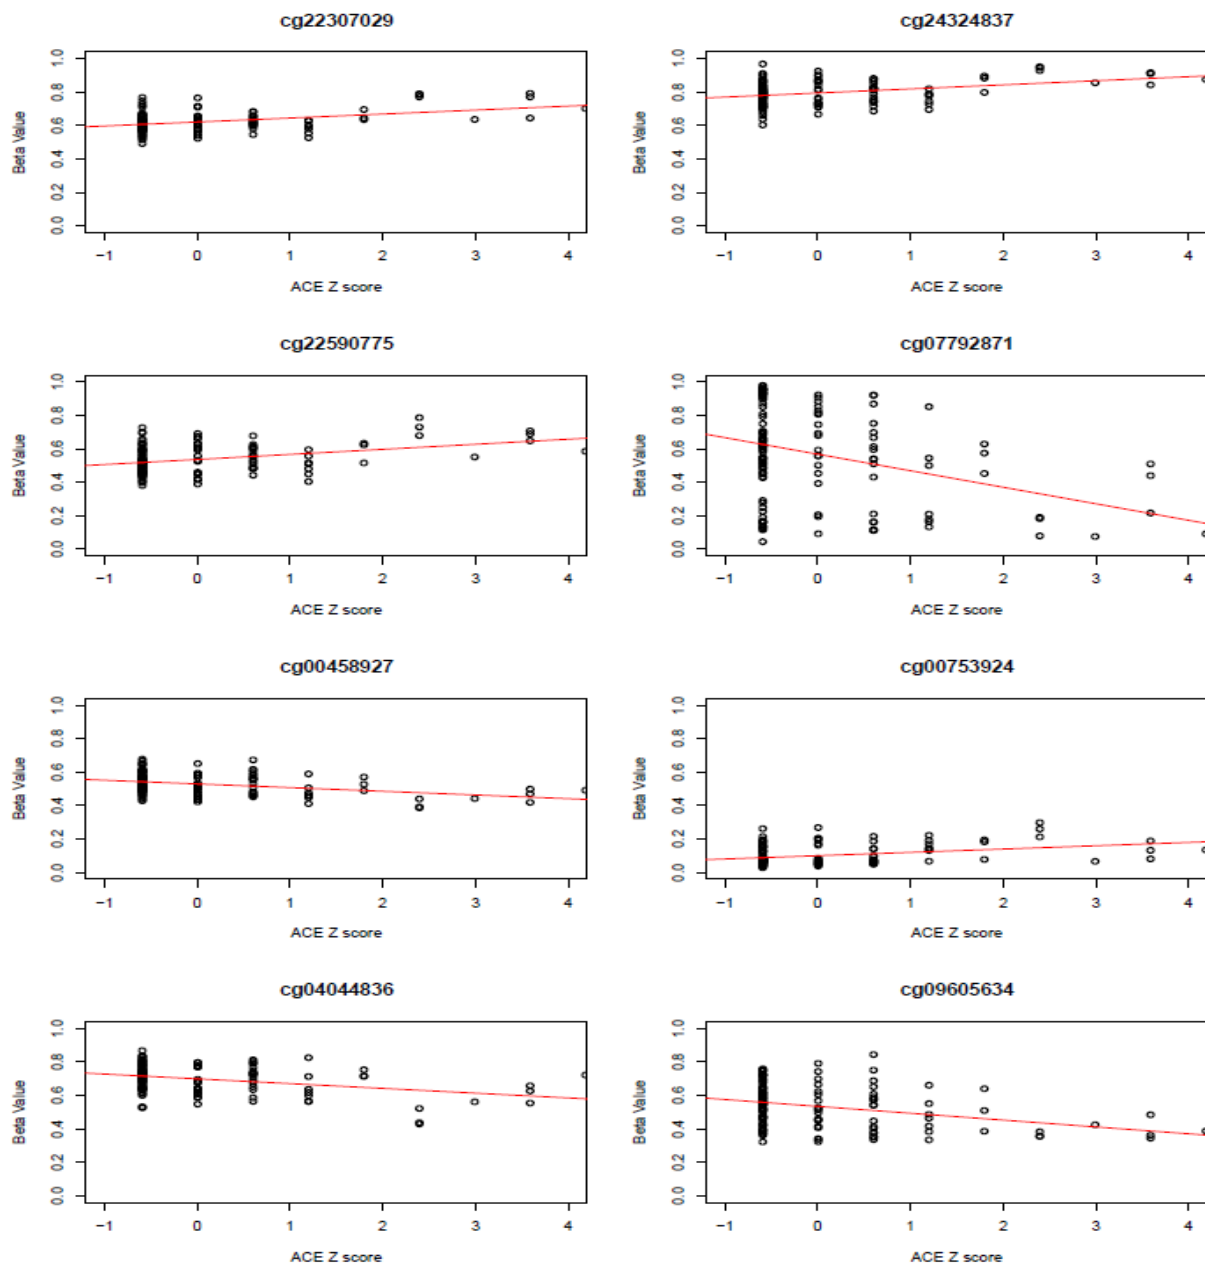 cg22307029
Beta Value
0.0 0.2 0.4 0.6 0.8 1.0
−1 0 1 2 3 4
ACE Z score
cg24324837
Beta Value
0.0 0.2 0.4 0.6 0.8 1.0
−1 0 1 2 3 4
ACE Z score
cg22590775
Beta Value
0.0 0.2 0.4 0.6 0.8 1.0
−1 0 1 2 3 4
ACE Z score
cg07792871
Beta Value
0.0 0.2 0.4 0.6 0.8 1.0
−1 0 1 2 3 4
ACE Z score
cg00458927
Beta Value
0.0 0.2 0.4 0.6 0.8 1.0
−1 0 1 2 3 4
ACE Z score
cg00753924
Beta Value
0.0 0.2 0.4 0.6 0.8 1.0
−1 0 1 2 3 4
ACE Z score
cg04044836
Beta Value
0.0 0.2 0.4 0.6 0.8 1.0
−1 0 1 2 3 4
ACE Z score
cg09605634
Beta Value
0.0 0.2 0.4 0.6 0.8 1.0
−1 0 1 2 3 4
ACE Z score